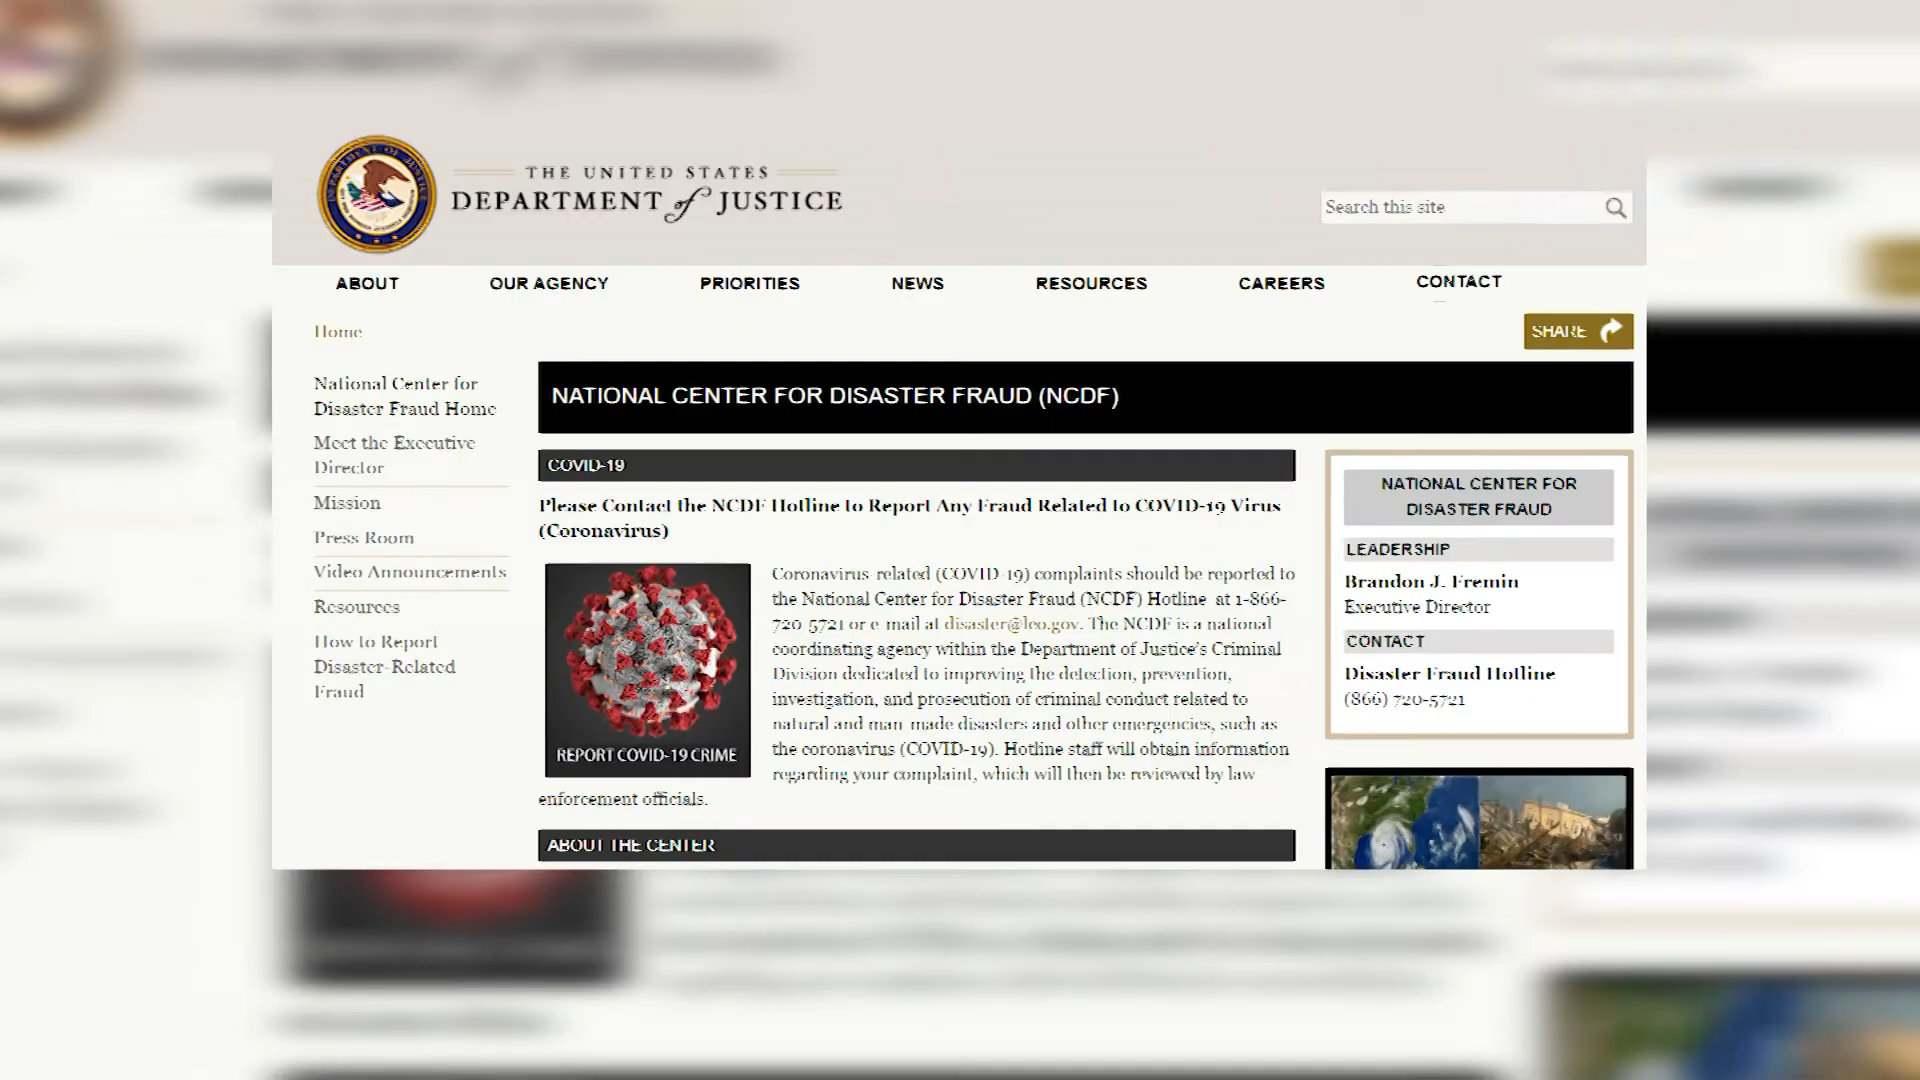 THE UNITED STATES
DEPARTMENT of JUSTICE
Search this site
ABOUT
OUR AGENCY
PRIORITIES
NEWS
RESOURCES
CAREERS
CONTACT
Home
SHARE
National Center for
Disaster Fraud Home
Meet the Executive
Director
Mission
Press Room
Video Announcements
Resources
How to Report
Disaster-Related
Fraud
NATIONAL CENTER FOR DISASTER FRAUD (NCDF)
COVID-19
Please Contact the NCDF Hotline to Report Any Fraud Related to COVID-19 Virus
(Coronavirus)
REPORT COVID-19 CRIME
Coronavirus-related (COVID-19) complaints should be reported to
the National Center for Disaster Fraud (NCDF) Hotline at 1-866-
720-5721 or e-mail at disaster@leo.gov. The NCDF is a national
coordinating agency within the Department of Justice's Criminal
Division dedicated to improving the detection, prevention,
investigation, and prosecution of criminal conduct related to
natural and man-made disasters and other emergencies, such as
the coronavirus (COVID-19). Hotline staff will obtain information
regarding your complaint, which will then be reviewed by law
enforcement officials.
ABOUT THE CENTER
NATIONAL CENTER FOR
DISASTER FRAUD
LEADERSHIP
Brandon J. Fremin
Executive Director
CONTACT
Disaster Fraud Hotline
(866) 720-5721